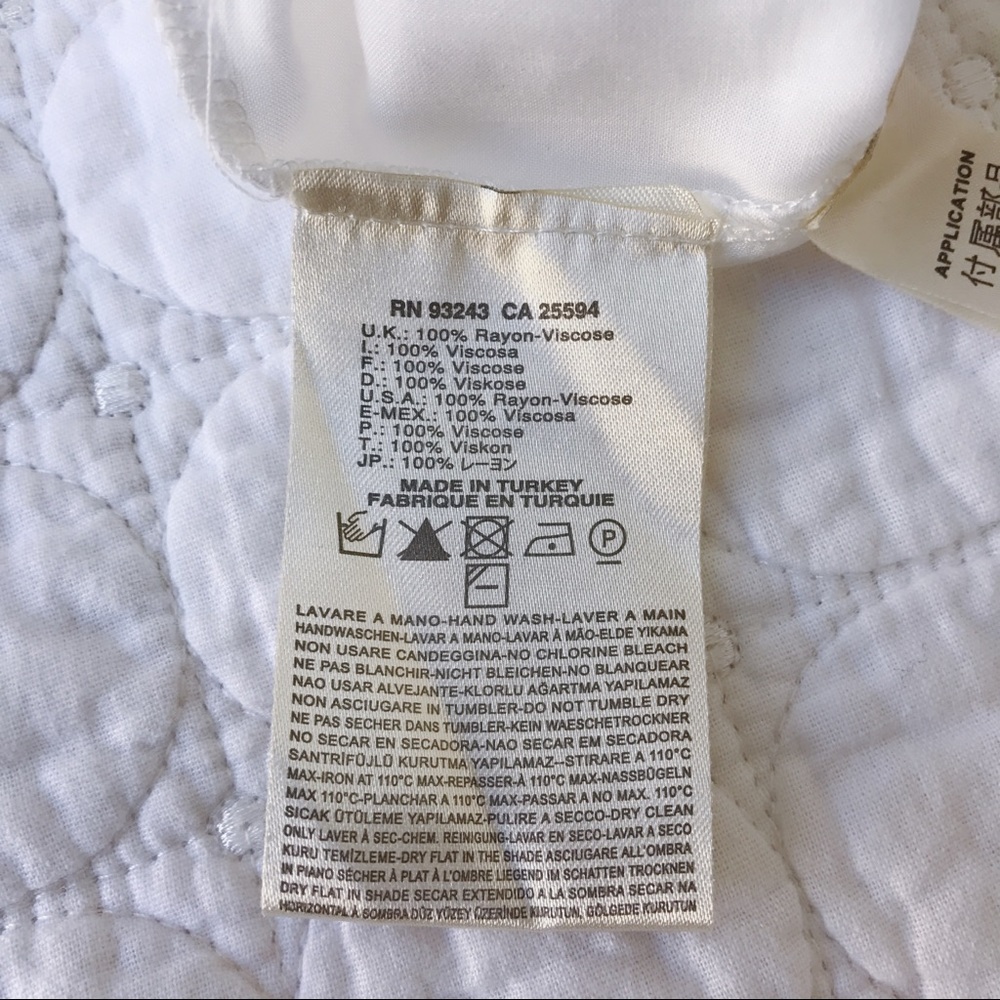 RN 93243 CA 25594
U.K.: 100% Rayon-Viscose
I.: 100% Viscosa
F.: 100% Viscose
D.: 100% Viskose
U.S.A.: 100% Rayon-Viscose
E-MEX.: 100% Viscosa
P.: 100% Viscose
T.: 100% Viskon
JP.: 100% レーヨン
MADE IN TURKEY
FABRIQUE EN TURQUIE
P
LAVARE A MANO-HAND WASH-LAVER A MAIN
HANDWASCHEN-LAVAR A MANO-LAVAR À MÃO-ELDE YIKAMA
NON USARE CANDEGGINA-NO CHLORINE BLEACH
NE PAS BLANCHIR-NICHT BLEICHEN-NO BLANQUEAR
NAO USAR ALVEJANTE-KLORLU AĞARTMA YAPILAMAZ
NON ASCIUGARE IN TUMBLER-DO NOT TUMBLE DRY
NE PAS SECHER DANS TUMBLER-KEIN WAESCHETROCKNER
NO SECAR EN SECADORA-NAO SECAR EM SECADORA
SANTRİFÜJLÜ KURUTMA YAPILAMAZ--STIRARE A 110°C
MAX-IRON AT 110°C MAX-REPASSER-À 110°C MAX-NASSBÜGELN
MAX 110°C-PLANCHAR A 110°C MAX-PASSAR A NO MAX. 110°C
SICAK ÜTÜLEME YAPILAMAZ-PULIRE A SECCO-DRY CLEAN
ONLY LAVER À SEC-CHEM. REINIGUNG-LAVAR EN SECO-LAVAR A SECO
KURU TEMİZLEME-DRY FLAT IN THE SHADE ASCIUGARE ALL'OMBRA
IN PIANO SÉCHER À PLAT À L'OMBRE LIEGEND IM SCHATTEN TROCKNEN
DRY FLAT IN SHADE SECAR EXTENDIDO A LA SOMBRA SECAR NA
HORIZONTAL À SOMBRA DÜZ YÜZEY ÜZERİNDE KURUTUN, GÖLGEDE KURUTUN
APPLICATION
付属部品